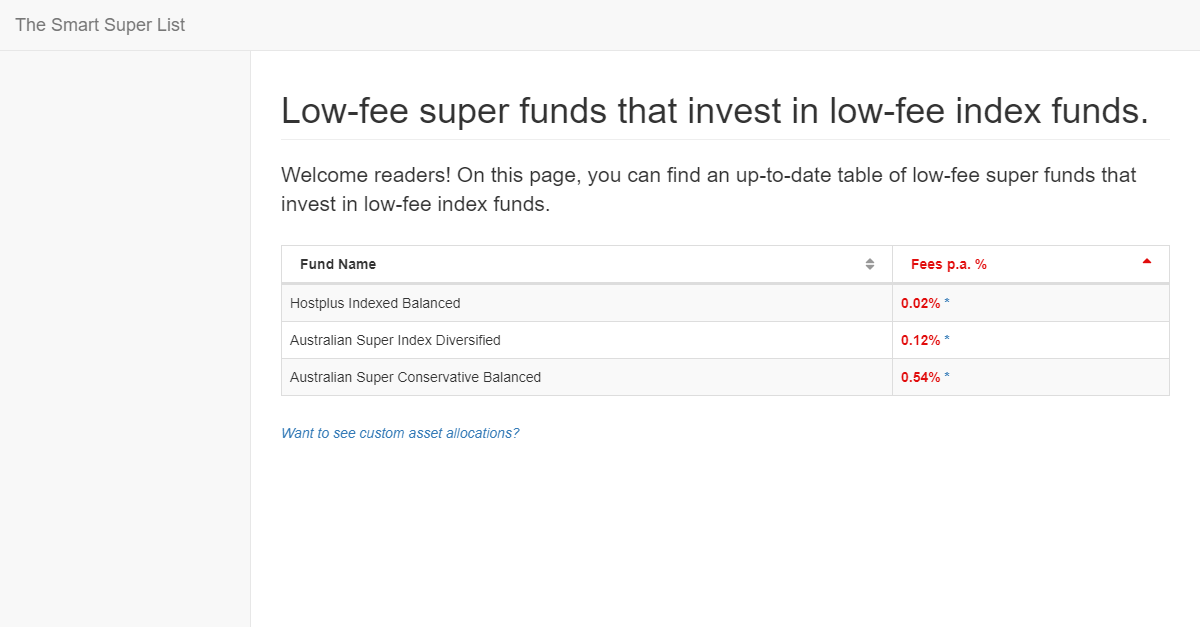 The Smart Super List
Low-fee super funds that invest in low-fee index funds.
Welcome readers! On this page, you can find an up-to-date table of low-fee super funds that
invest in low-fee index funds.
Fund Name Fees p.a. %
Hostplus Indexed Balanced 0.02% *
Australian Super Index Diversified 0.12% *
Australian Super Conservative Balanced 0.54% *
Want to see custom asset allocations?